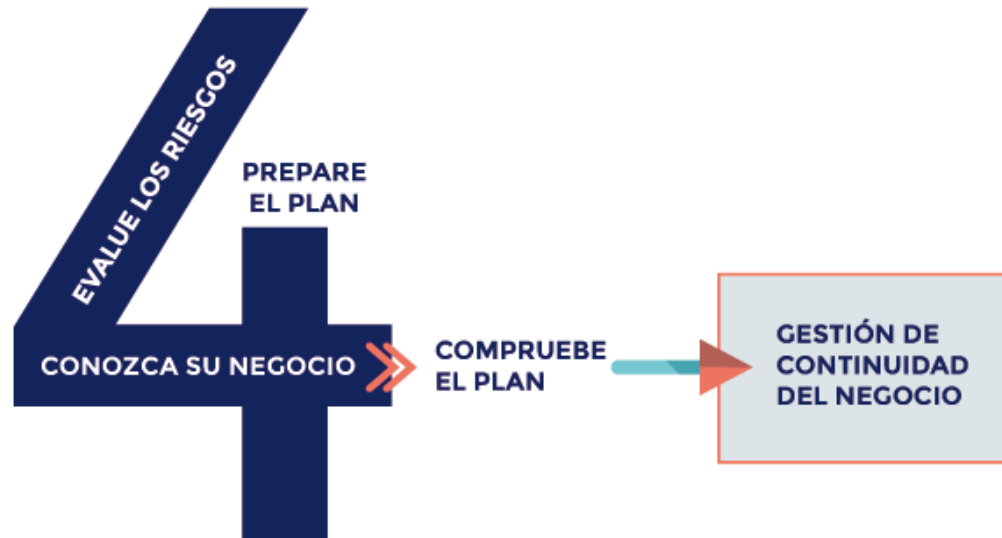 EVALUE LOS RIESGOS
PREPARE
EL PLAN
CONOZCA SU NEGOCIO
COMPRUEBE
EL PLAN
GESTIÓN DE
CONTINUIDAD
DEL NEGOCIO